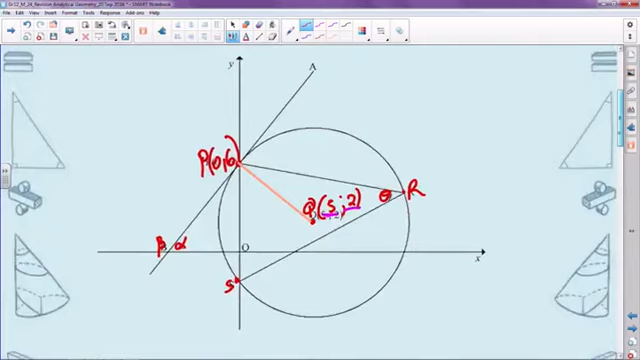 Gr12_M_24_Revision Analytical Geometry_20 Sep 2016 * - SMART Notebook
File Edit View Insert Format Tools Add-ons Help
y
A
P(0;6)
Q(5;2)
θ
R
β α
O
x
S